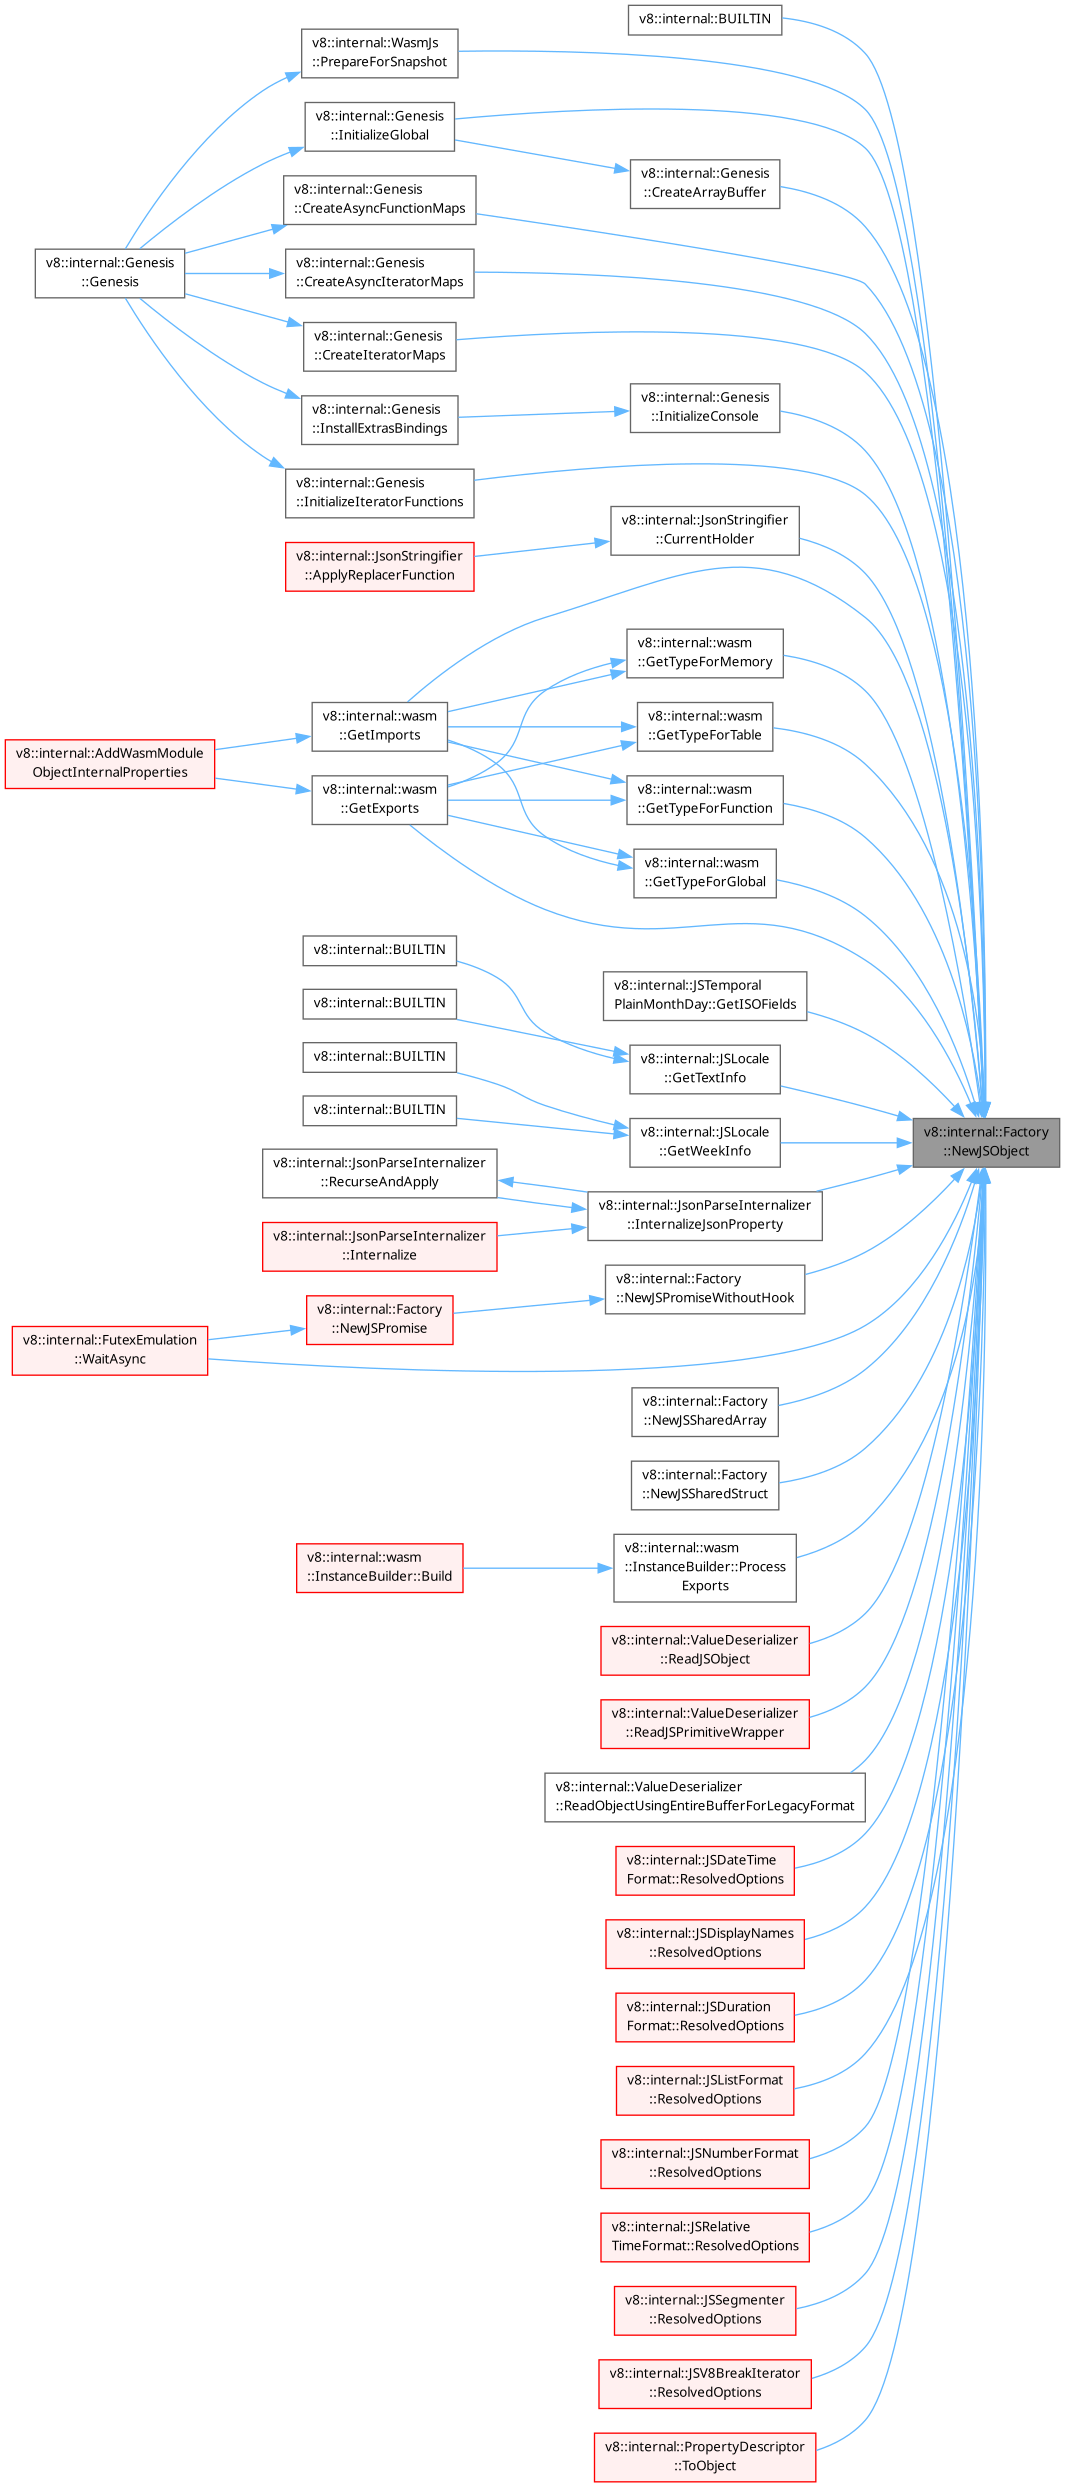 v8::internal::BUILTIN
v8::internal::WasmJs
::PrepareForSnapshot
v8::internal::Genesis
::InitializeGlobal
v8::internal::Genesis
::CreateArrayBuffer
v8::internal::Genesis
::CreateAsyncFunctionMaps
v8::internal::Genesis
::Genesis
v8::internal::Genesis
::CreateAsyncIteratorMaps
v8::internal::Genesis
::CreateIteratorMaps
v8::internal::Genesis
::InitializeConsole
v8::internal::Genesis
::InstallExtrasBindings
v8::internal::Genesis
::InitializeIteratorFunctions
v8::internal::JsonStringifier
::CurrentHolder
v8::internal::JsonStringifier
::ApplyReplacerFunction
v8::internal::wasm
::GetTypeForMemory
v8::internal::wasm
::GetImports
v8::internal::wasm
::GetTypeForTable
v8::internal::AddWasmModule
ObjectInternalProperties
v8::internal::wasm
::GetExports
v8::internal::wasm
::GetTypeForFunction
v8::internal::wasm
::GetTypeForGlobal
v8::internal::BUILTIN
v8::internal::JSTemporal
PlainMonthDay::GetISOFields
v8::internal::BUILTIN
v8::internal::JSLocale
::GetTextInfo
v8::internal::BUILTIN
v8::internal::BUILTIN
v8::internal::JSLocale
::GetWeekInfo
v8::internal::Factory
::NewJSObject
v8::internal::JsonParseInternalizer
::RecurseAndApply
v8::internal::JsonParseInternalizer
::InternalizeJsonProperty
v8::internal::JsonParseInternalizer
::Internalize
v8::internal::Factory
::NewJSPromiseWithoutHook
v8::internal::Factory
::NewJSPromise
v8::internal::FutexEmulation
::WaitAsync
v8::internal::Factory
::NewJSSharedArray
v8::internal::Factory
::NewJSSharedStruct
v8::internal::wasm
::InstanceBuilder::Process
Exports
v8::internal::wasm
::InstanceBuilder::Build
v8::internal::ValueDeserializer
::ReadJSObject
v8::internal::ValueDeserializer
::ReadJSPrimitiveWrapper
v8::internal::ValueDeserializer
::ReadObjectUsingEntireBufferForLegacyFormat
v8::internal::JSDateTime
Format::ResolvedOptions
v8::internal::JSDisplayNames
::ResolvedOptions
v8::internal::JSDuration
Format::ResolvedOptions
v8::internal::JSListFormat
::ResolvedOptions
v8::internal::JSNumberFormat
::ResolvedOptions
v8::internal::JSRelative
TimeFormat::ResolvedOptions
v8::internal::JSSegmenter
::ResolvedOptions
v8::internal::JSV8BreakIterator
::ResolvedOptions
v8::internal::PropertyDescriptor
::ToObject